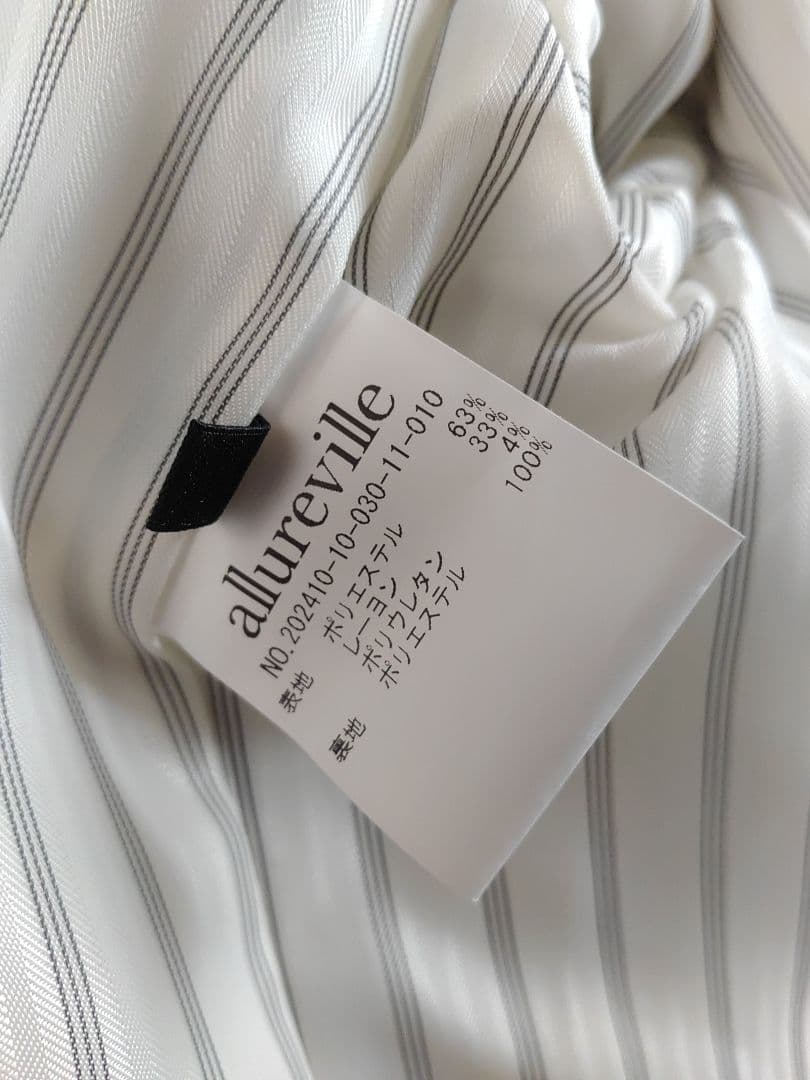 allureville
NO.202410-10-030-11-010
表地 ポリエステル 63%
レーヨン 33%
ポリウレタン 4%
裏地 ポリエステル 100%